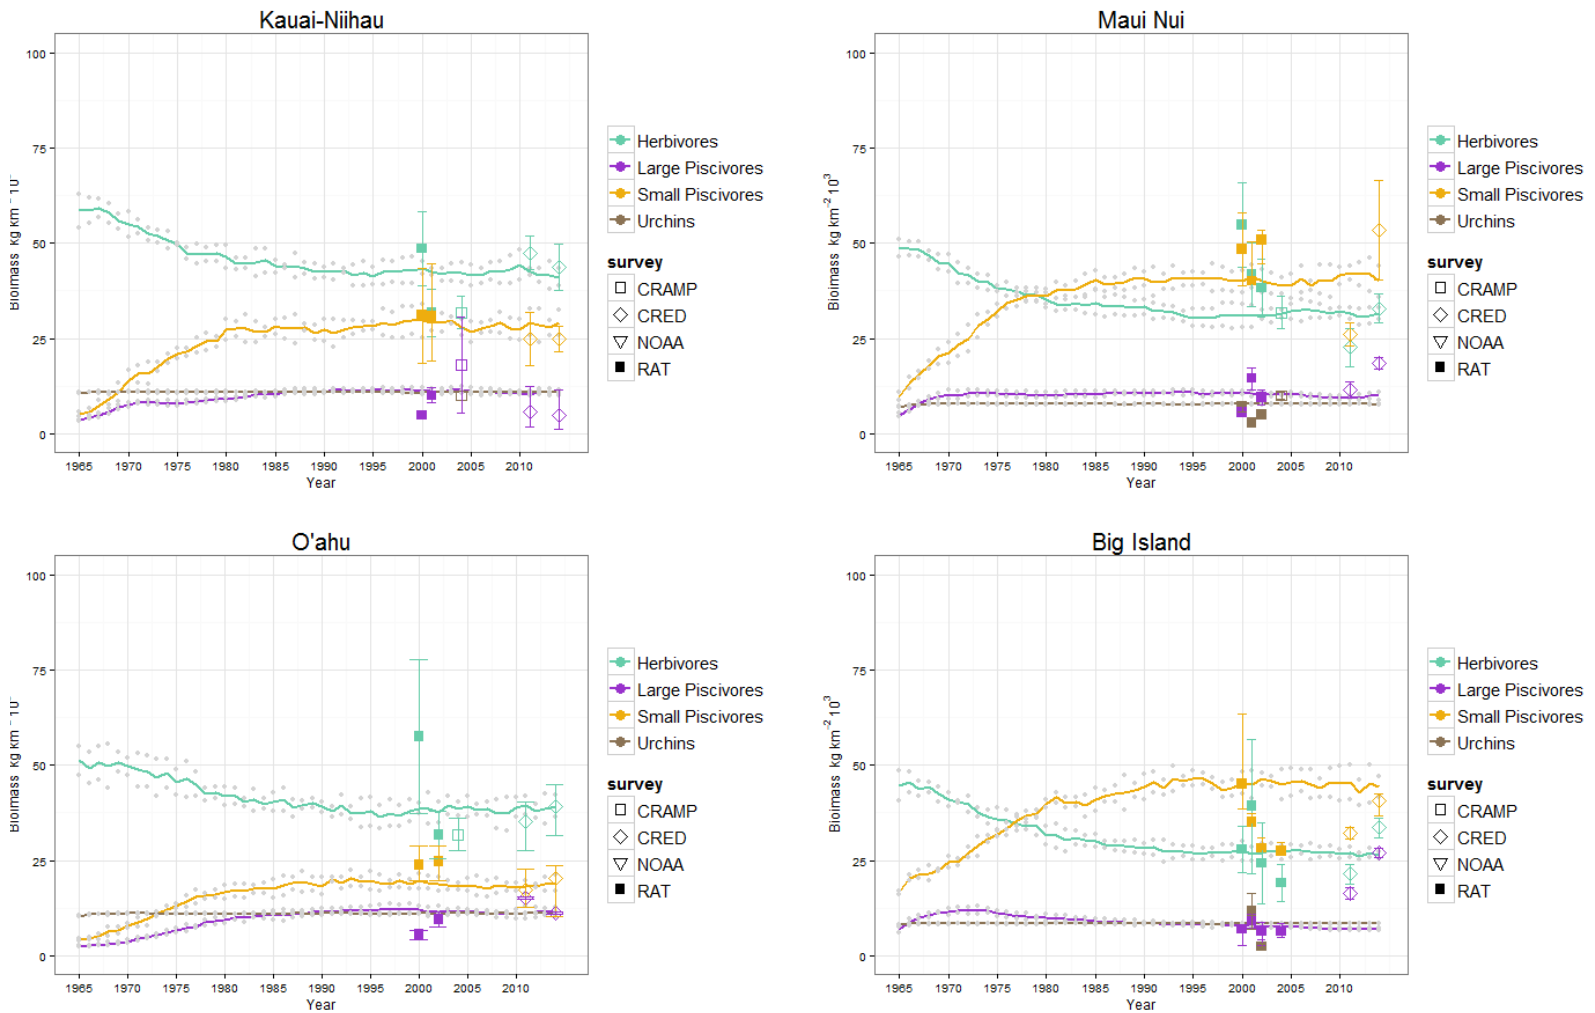 Kauai-Niihau
100
75
50
25
0
1965 1970 1975 1980 1985 1990 1995 2000 2005 2010
Year
Herbivores
Large Piscivores
Small Piscivores
Urchins
survey
CRAMP
CRED
NOAA
RAT
Maui Nui
Bioimass kg km⁻² 10³
100
75
50
25
0
1965 1970 1975 1980 1985 1990 1995 2000 2005 2010
Year
Herbivores
Large Piscivores
Small Piscivores
Urchins
survey
CRAMP
CRED
NOAA
RAT
O'ahu
100
75
50
25
0
1965 1970 1975 1980 1985 1990 1995 2000 2005 2010
Year
Herbivores
Large Piscivores
Small Piscivores
Urchins
survey
CRAMP
CRED
NOAA
RAT
Big Island
Bioimass kg km⁻² 10³
100
75
50
25
0
1965 1970 1975 1980 1985 1990 1995 2000 2005 2010
Year
Herbivores
Large Piscivores
Small Piscivores
Urchins
survey
CRAMP
CRED
NOAA
RAT